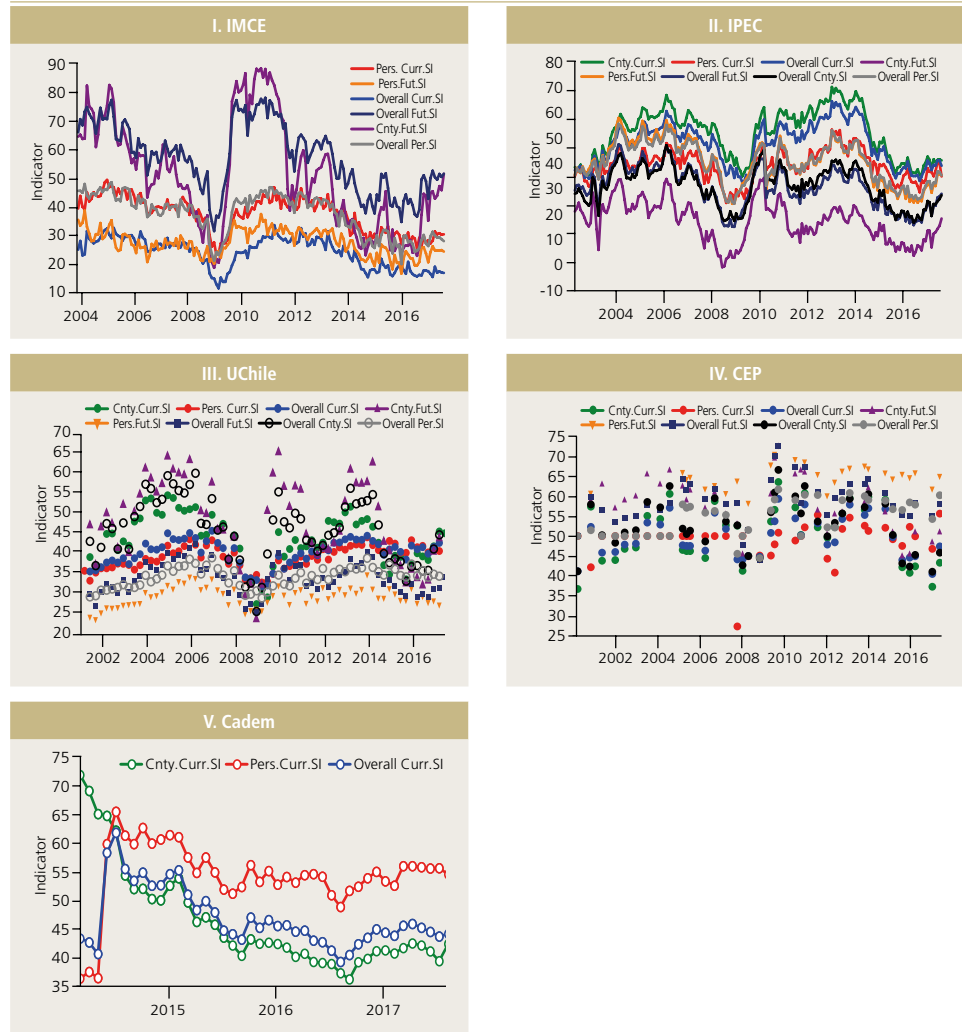 I. IMCE
Indicator
90
80
70
60
50
40
30
20
10
Pers. Curr.SI
Pers.Fut.SI
Overall Curr.SI
Overall Fut.SI
Cnty.Fut.SI
Overall Per.SI
2004 2006 2008 2010 2012 2014 2016
II. IPEC
Cnty.Curr.SI Pers. Curr.SI Overall Curr.SI Cnty.Fut.SI
Pers.Fut.SI Overall Fut.SI Overall Cnty.SI Overall Per.SI
Indicator
80
70
60
50
40
30
20
10
0
-10
2004 2006 2008 2010 2012 2014 2016
III. UChile
Cnty.Curr.SI Pers. Curr.SI Overall Curr.SI Cnty.Fut.SI
Pers.Fut.SI Overall Fut.SI Overall Cnty.SI Overall Per.SI
Indicator
70
65
60
55
50
45
40
35
30
25
20
2002 2004 2006 2008 2010 2012 2014 2016
IV. CEP
Cnty.Curr.SI Pers. Curr.SI Overall Curr.SI Cnty.Fut.SI
Pers.Fut.SI Overall Fut.SI Overall Cnty.SI Overall Per.SI
Indicator
75
70
65
60
55
50
45
40
35
30
25
2002 2004 2006 2008 2010 2012 2014 2016
V. Cadem
Cnty.Curr.SI Pers.Curr.SI Overall Curr.SI
Indicator
75
70
65
60
55
50
45
40
35
2015 2016 2017